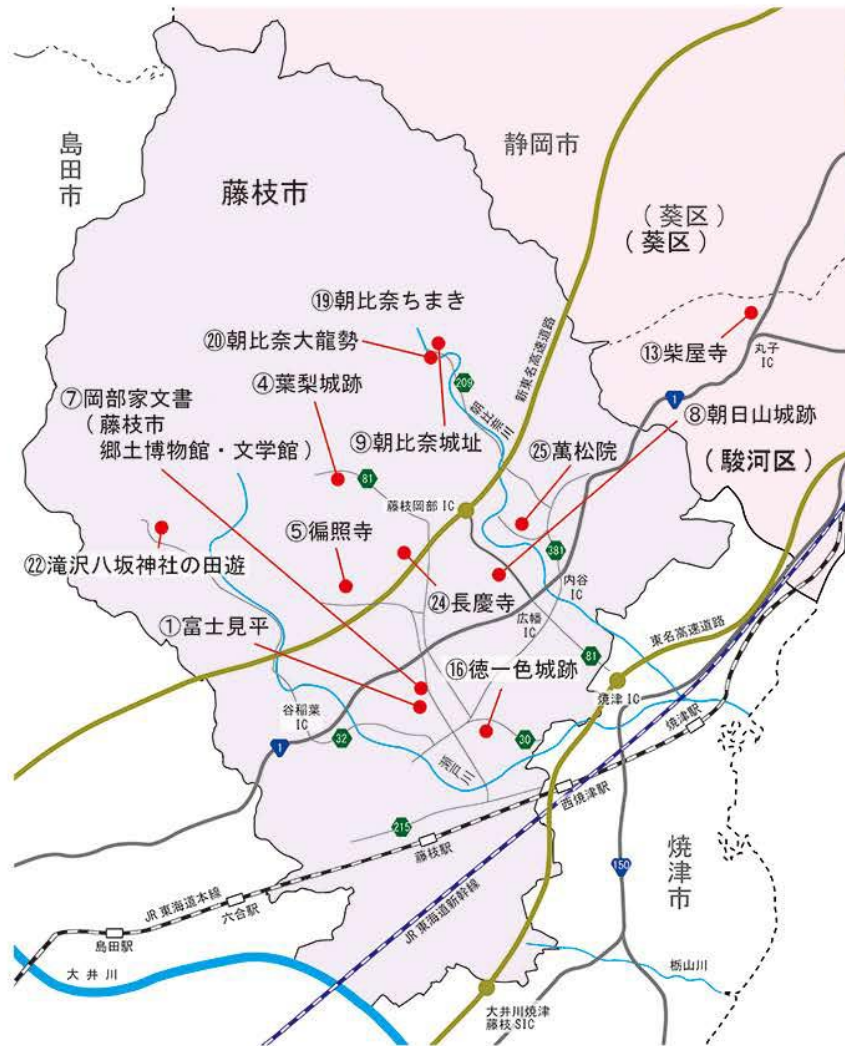 島田市
静岡市
藤枝市
(葵区)
(葵区)
⑲朝比奈ちまき
⑳朝比奈大龍勢
⑬柴屋寺
丸子
IC
④葉梨城跡
209
朝比奈川
新東名高速道路
1
⑦岡部家文書
(藤枝市
郷土博物館・文学館)
⑧朝日山城跡
⑨朝比奈城址
㉕萬松院
(駿河区)
81
藤枝岡部 IC
⑤徧照寺
381
㉒滝沢八坂神社の田遊
㉔長慶寺
内谷
IC
①富士見平
広幡
IC
東名高速道路
⑯徳一色城跡
81
焼津 IC
谷稲葉
IC
1
32
30
焼津駅
瀬戸川
西焼津駅
215
藤枝駅
150
焼津市
JR 東海道本線
六合駅
JR 東海道新幹線
島田駅
大井川
栃山川
大井川焼津
藤枝 SIC